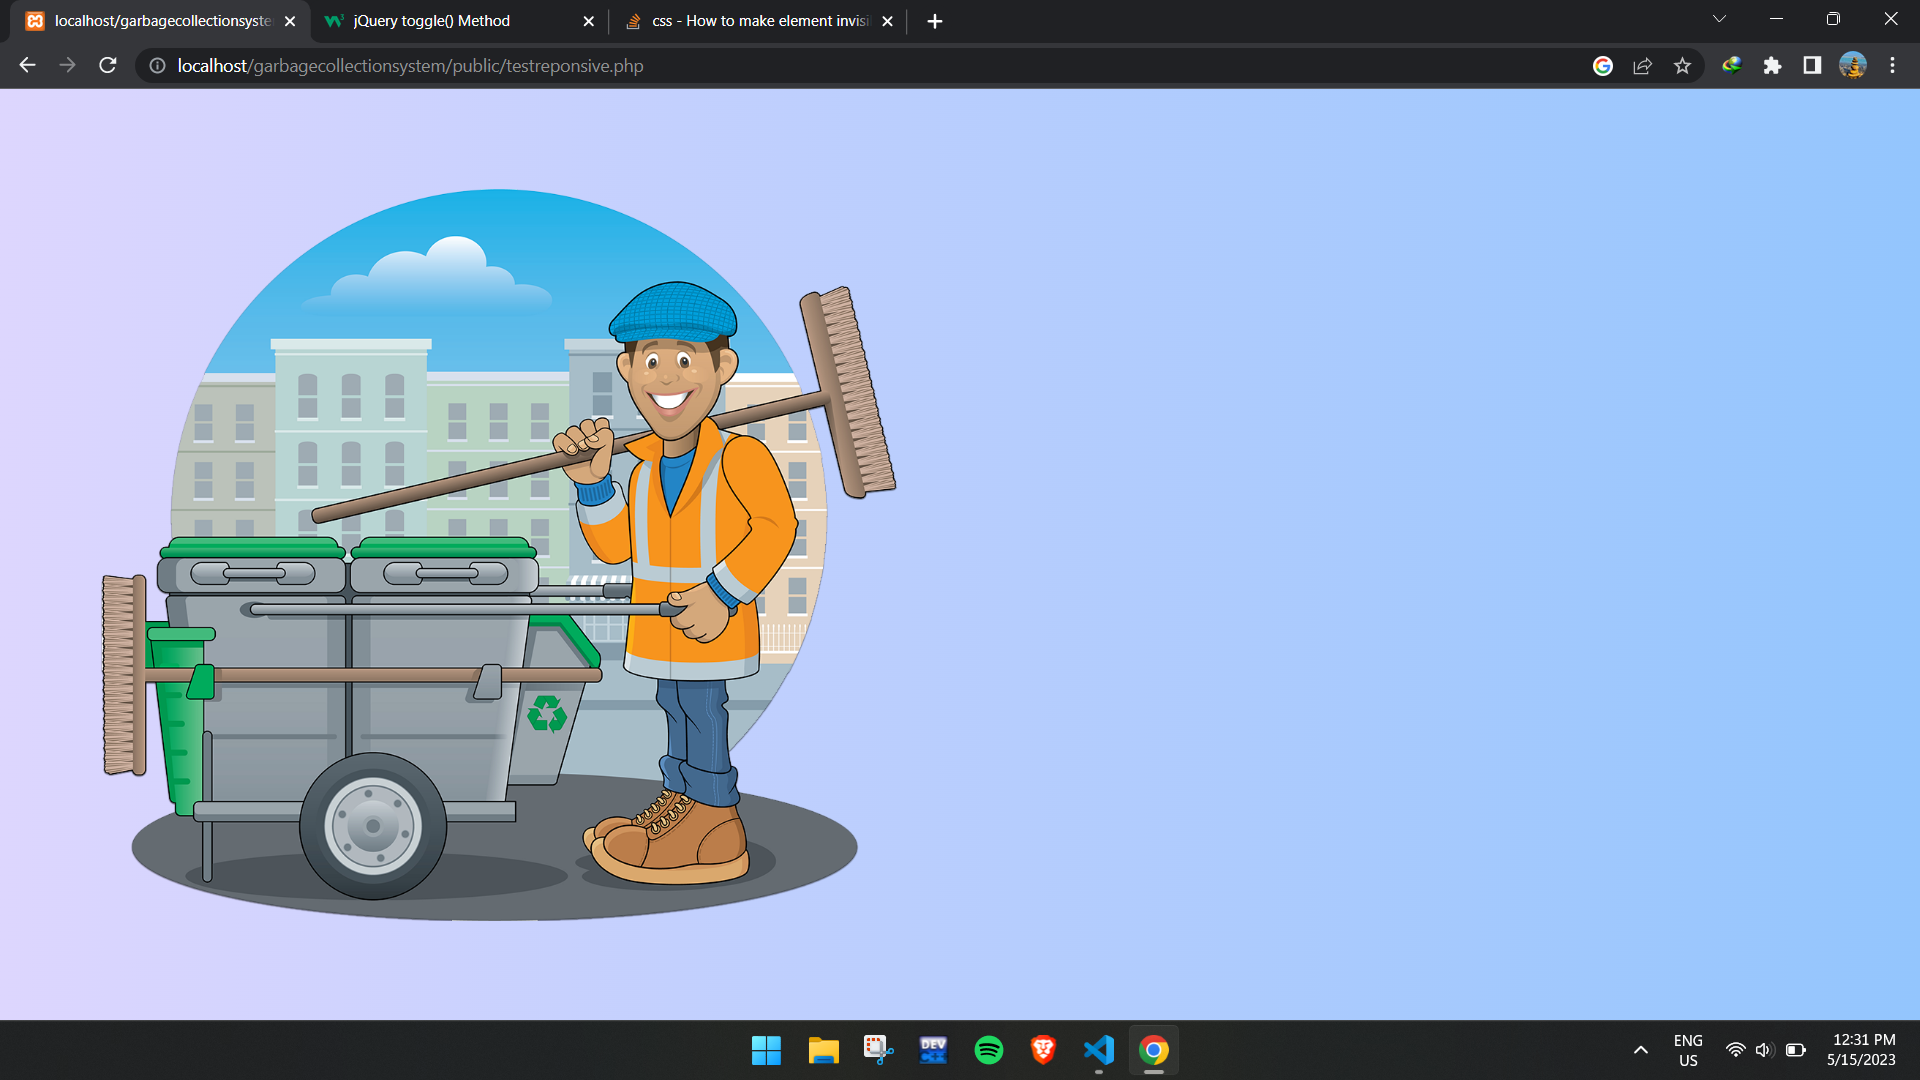 localhost/garbagecollectionsyste
jQuery toggle() Method
css - How to make element invisi
localhost/garbagecollectionsystem/public/testreponsive.php
DEV
ENG
US
12:31 PM
5/15/2023